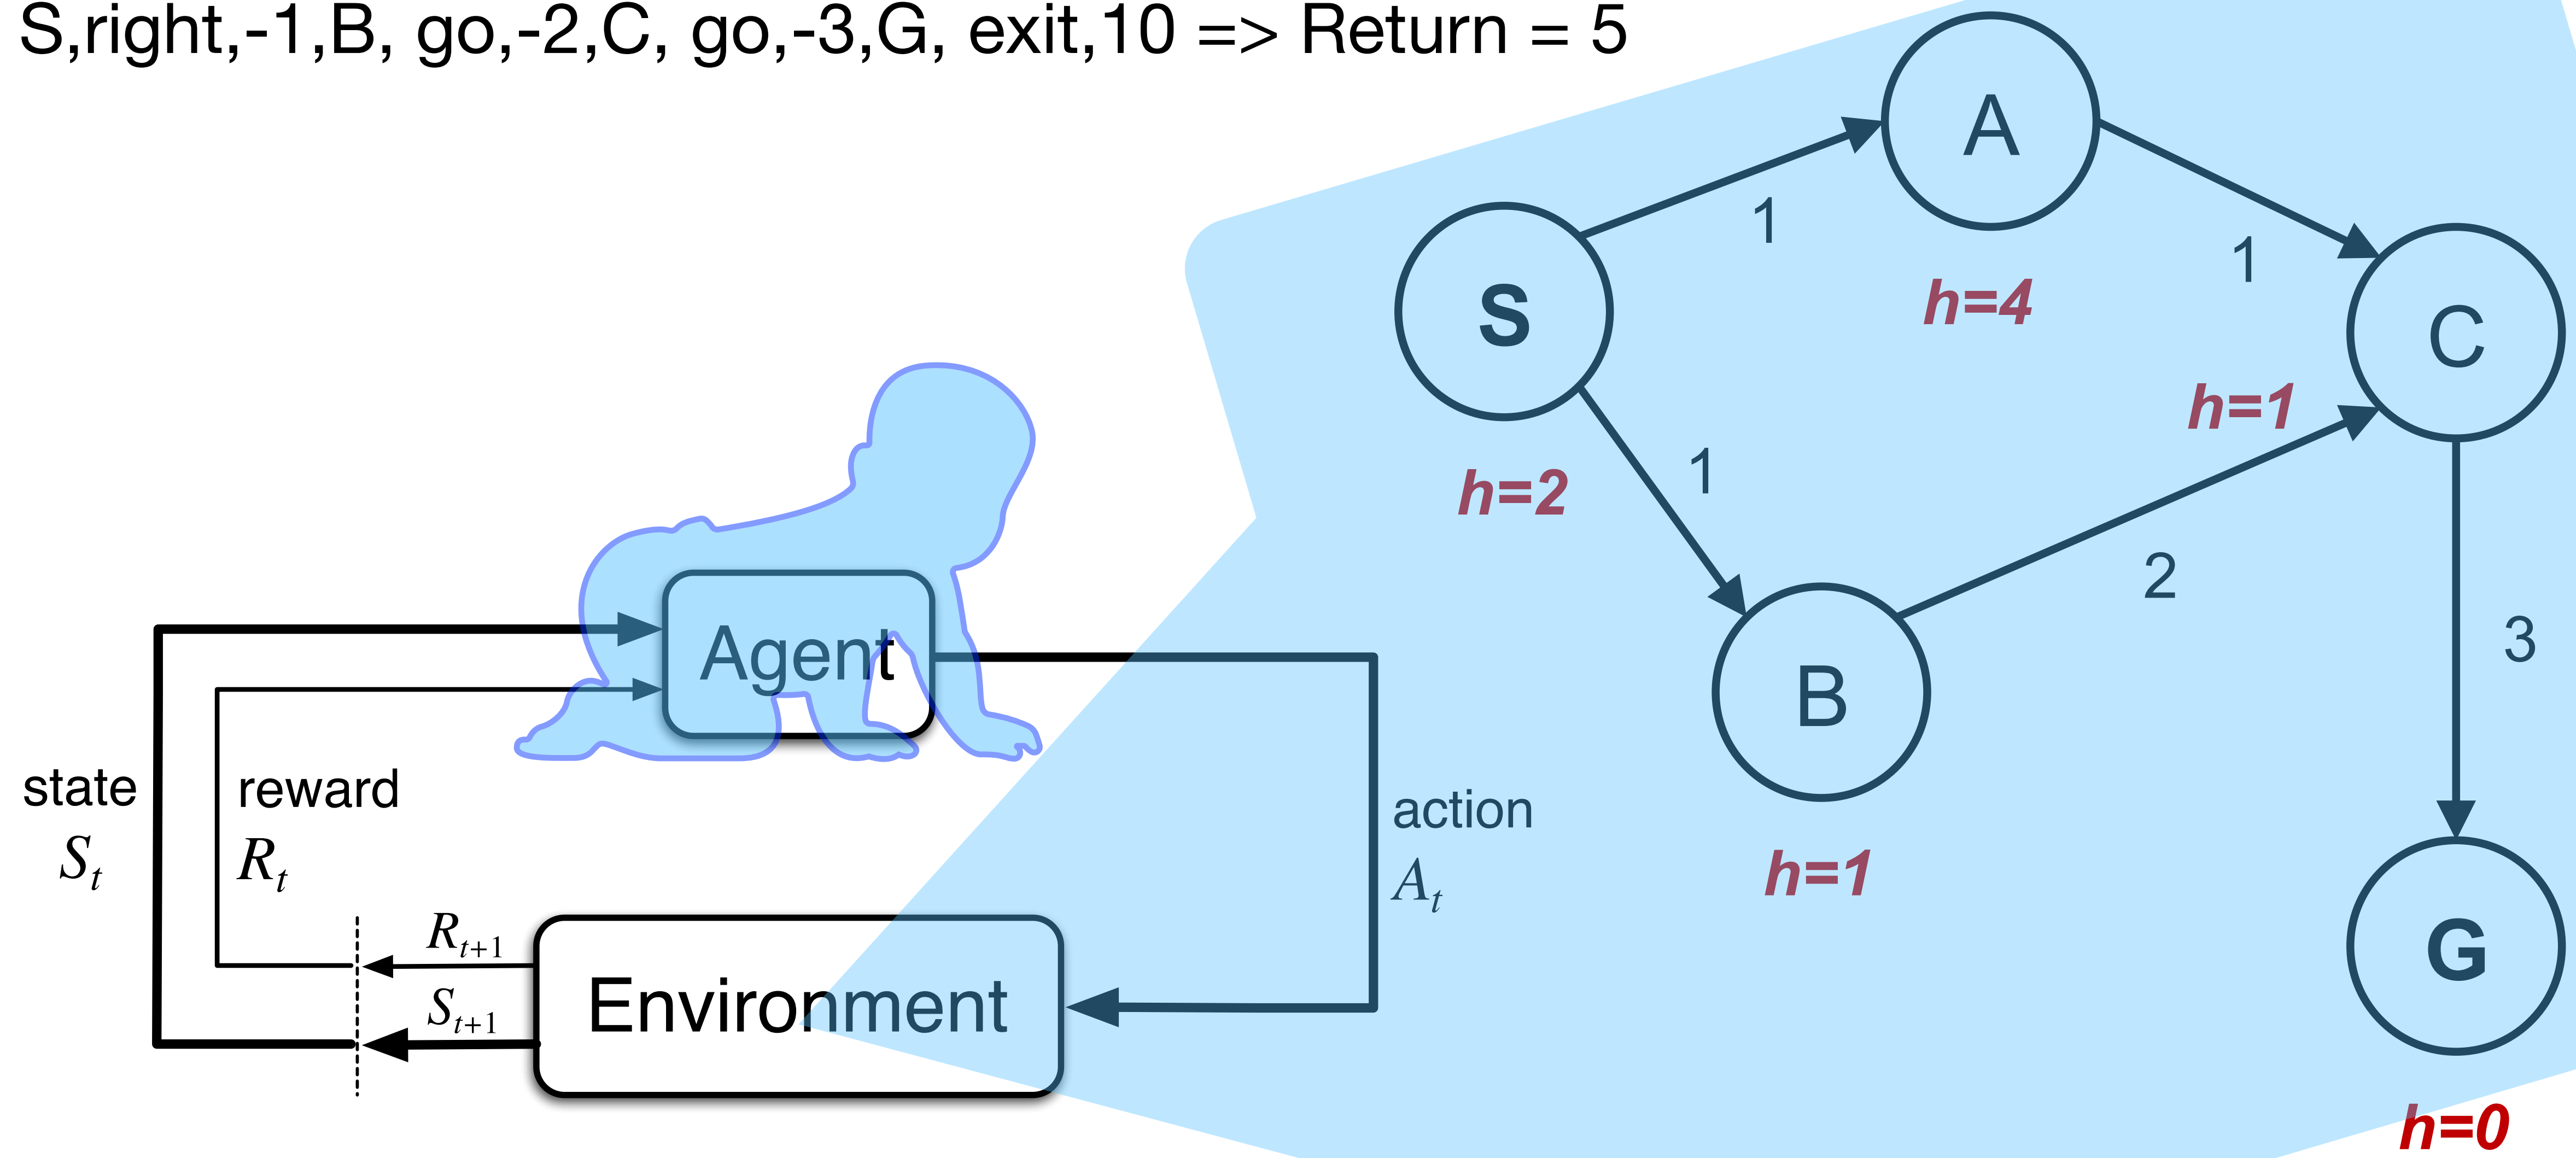 S,right,-1,B, go,-2,C, go,-3,G, exit,10 => Return = 5
A
1
1
S
h=4
C
h=1
h=2
1
2
3
B
h=1
G
h=0
Agent
state
S_t
reward
R_t
action
A_t
R_{t+1}
S_{t+1}
Environment